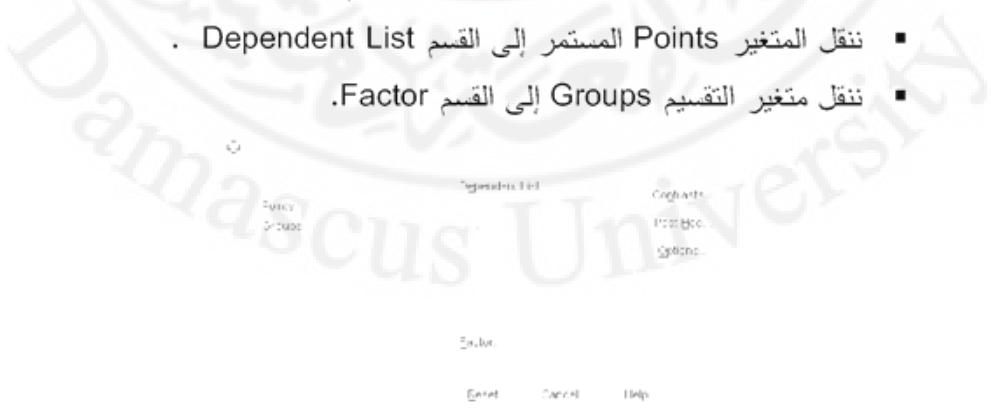 ▪ ننقل المتغير Points المستمر إلى القسم Dependent List .
▪ ننقل متغير التقسيم Groups إلى القسم Factor.
Dependent List
Contrasts...
Groups
Post Hoc...
Options...
Factor:
Reset Cancel Help
Damascus University